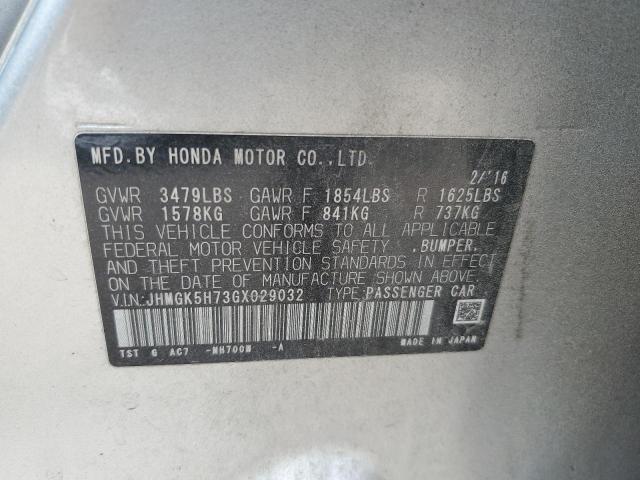 MFD.BY HONDA MOTOR CO.,LTD.
2/'16
GVWR 3479LBS GAWR F 1854LBS R 1625LBS
GVWR 1578KG GAWR F 841KG R 737KG
THIS VEHICLE CONFORMS TO ALL APPLICABLE
FEDERAL MOTOR VEHICLE SAFETY ,BUMPER,
AND THEFT PREVENTION STANDARDS IN EFFECT
ON THE DATE OF MANUFACTURE SHOWN ABOVE.
V.I.N.:JHMGK5H73GX029032 TYPE:PASSENGER CAR
TST G AC7 -NH700M -A MADE IN JAPAN